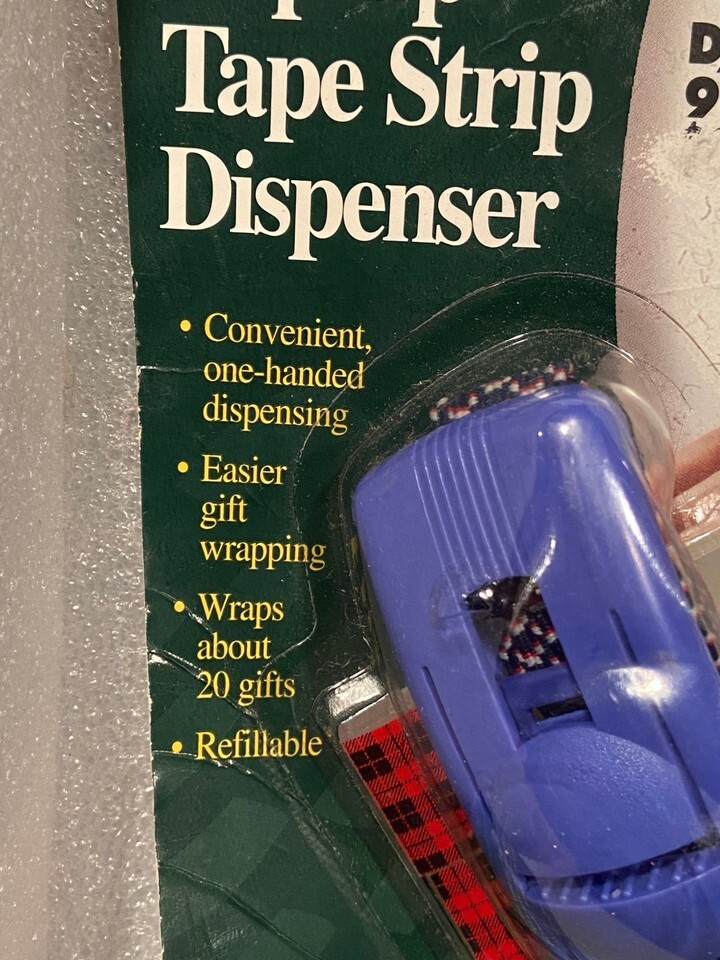 Tape Strip
Dispenser
• Convenient,
one-handed
dispensing
• Easier
gift
wrapping
• Wraps
about
20 gifts
• Refillable